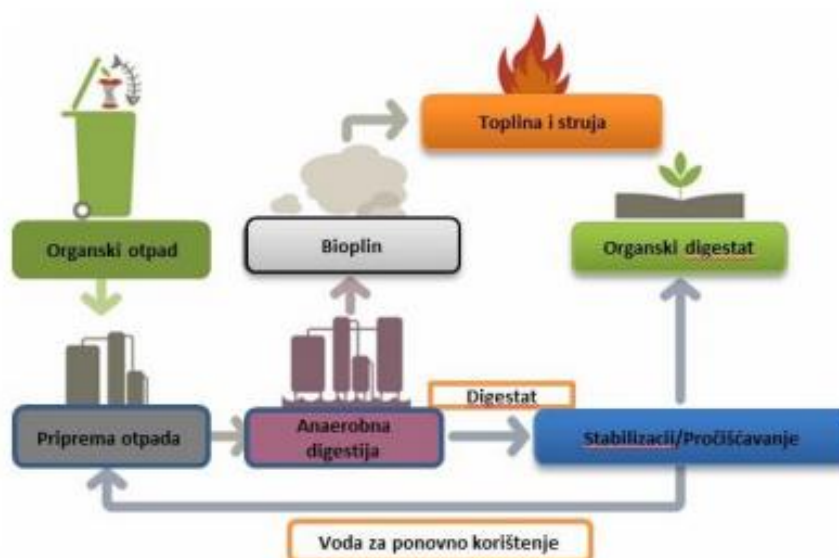 Toplina i struja
Organski otpad
Bioplin
Organski digestat
Digestat
Priprema otpada
Anaerobna
digestija
Stabilizacii/Pročišćavanje
Voda za ponovno korištenje